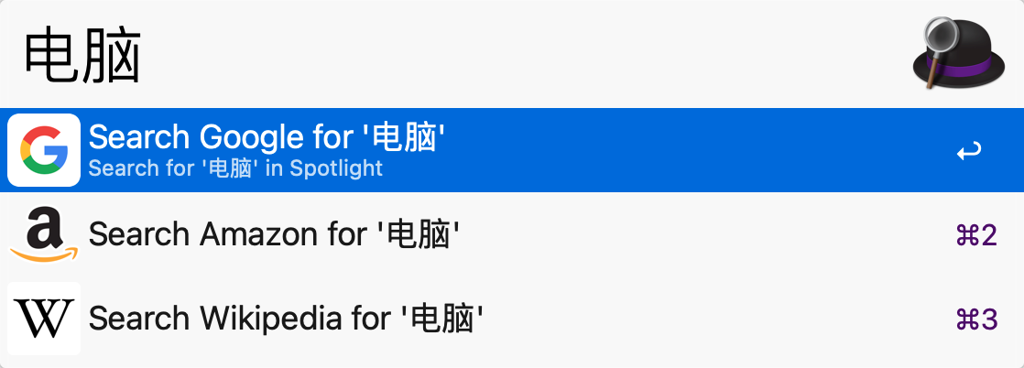 电脑
Search Google for '电脑'
Search for '电脑' in Spotlight
Search Amazon for '电脑'
⌘2
Search Wikipedia for '电脑'
⌘3